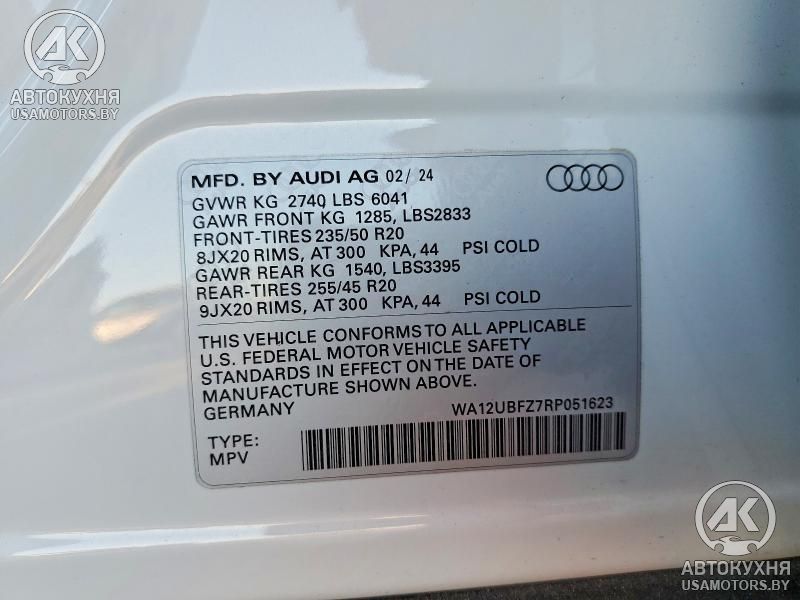 AK
АВТОКУХНЯ
USAMOTORS.BY
MFD. BY AUDI AG 02/ 24
GVWR KG 2740 LBS 6041
GAWR FRONT KG 1285, LBS2833
FRONT-TIRES 235/50 R20
8JX20 RIMS, AT 300 KPA, 44 PSI COLD
GAWR REAR KG 1540, LBS3395
REAR-TIRES 255/45 R20
9JX20 RIMS, AT 300 KPA, 44 PSI COLD
THIS VEHICLE CONFORMS TO ALL APPLICABLE
U.S. FEDERAL MOTOR VEHICLE SAFETY
STANDARDS IN EFFECT ON THE DATE OF
MANUFACTURE SHOWN ABOVE.
GERMANY WA12UBFZ7RP051623
TYPE:
MPV
AK
АВТОКУХНЯ
USAMOTORS.BY